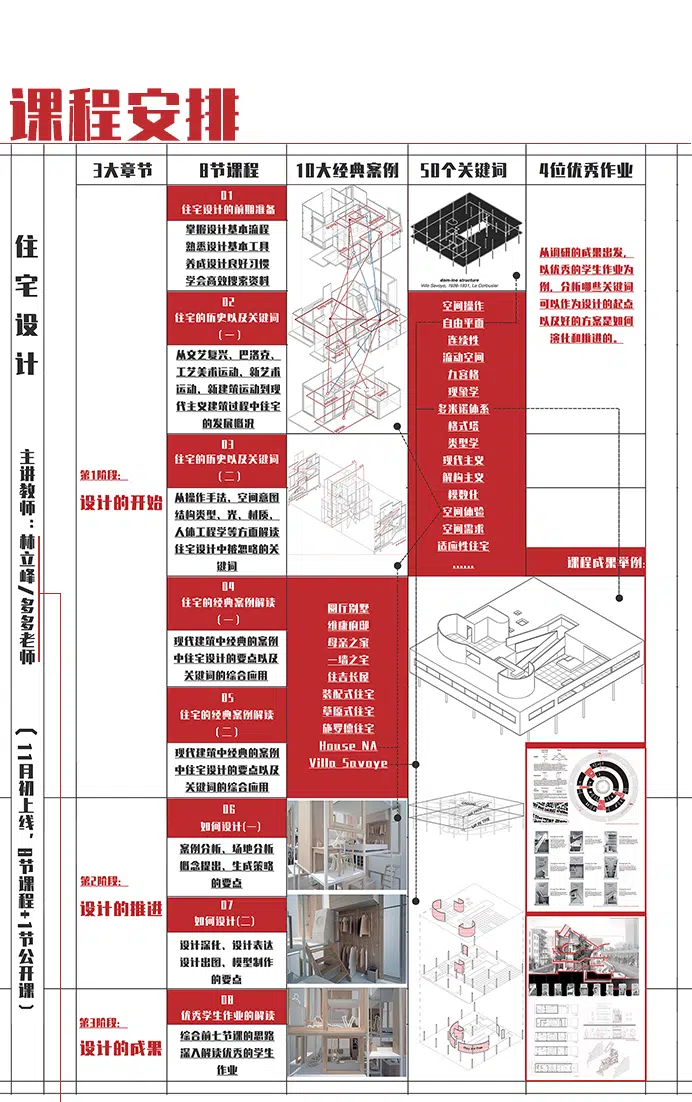 课程安排
3大章节
8节课程
10大经典案例
50个关键词
4位优秀作业
住宅设计
主讲教师：林立峰/多多老师
(11月初上线，8节课程+1节公开课)
第1阶段：
设计的开始
第2阶段：
设计的推进
第3阶段：
设计的成果
01
住宅设计的前期准备
掌握设计基本流程
熟悉设计基本工具
养成设计良好习惯
学会高效搜索资料
02
住宅的历史以及关键词
(一)
从文艺复兴、巴洛克、
工艺美术运动、新艺术
运动、新建筑运动到现
代主义建筑过程中住宅
的发展概况
03
住宅的历史以及关键词
(二)
从操作手法、空间意图
结构类型、光、材质、
人体工程学等方面解读
住宅设计中被忽略的关
键词
04
住宅的经典案例解读
(一)
现代建筑中经典的案例
中住宅设计的要点以及
关键词的综合应用
05
住宅的经典案例解读
(二)
现代建筑中经典的案例
中住宅设计的要点以及
关键词的综合应用
06
如何设计(一)
案例分析、场地分析
概念提出、生成策略
的要点
07
如何设计(二)
设计深化、设计表达
设计出图、模型制作
的要点
08
优秀学生作业的解读
综合前七节课的思路
深入解读优秀的学生
作业
圆厅别墅
维康府邸
母亲之家
一墙之宅
住吉长屋
装配式住宅
草原式住宅
施罗德住宅
House NA
Villa Savoye
dom-ino structure
Villa Savoye, 1928-1931, Le Corbusier
空间操作
自由平面
连续性
流动空间
九宫格
现象学
多米诺体系
格式塔
类型学
现代主义
解构主义
模数化
空间体验
空间需求
适应性住宅
……
从调研的成果出发，
以优秀的学生作业为
例，分析哪些关键词
可以作为设计的起点
以及好的方案是如何
演化和推进的。
课程成果举例：